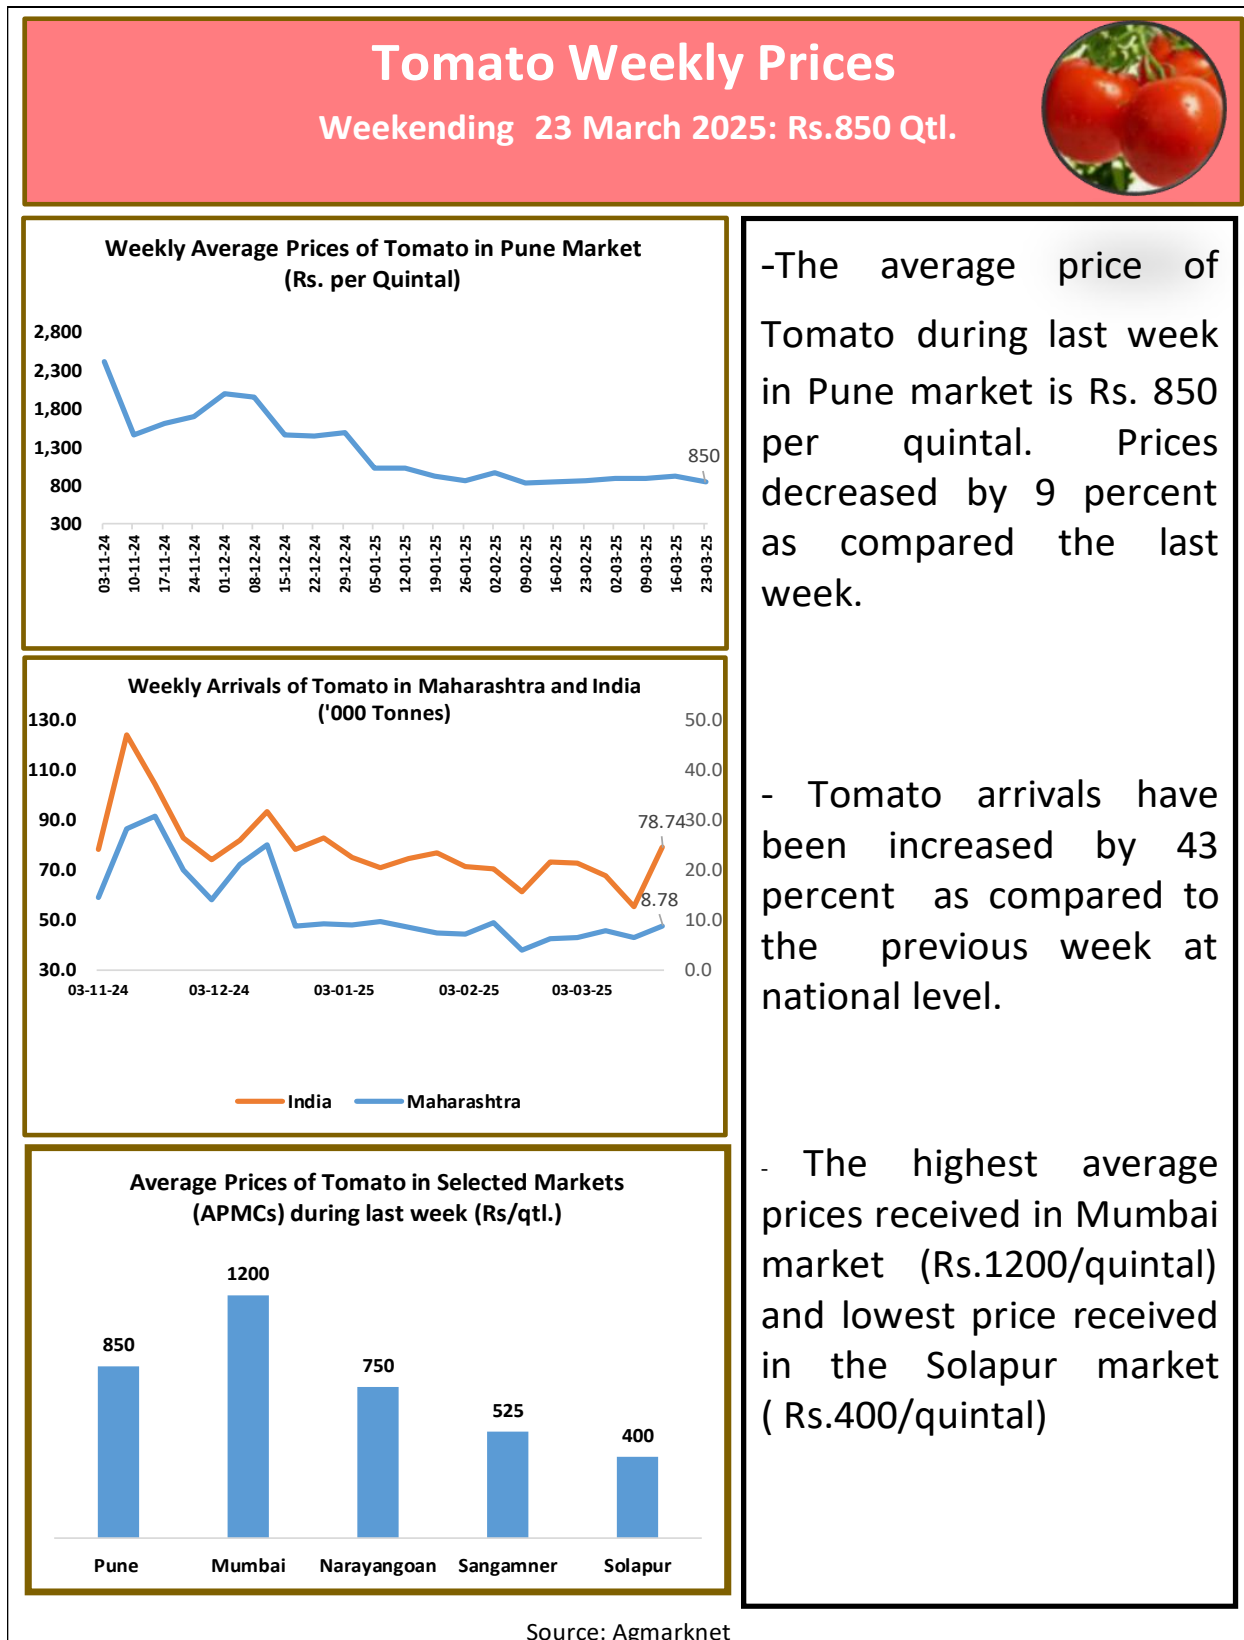 Tomato Weekly Prices
Weekending 23 March 2025: Rs.850 Qtl.
Weekly Average Prices of Tomato in Pune Market
(Rs. per Quintal)
2,800
2,300
1,800
1,300
800
300
850
03-11-24
10-11-24
17-11-24
24-11-24
01-12-24
08-12-24
15-12-24
22-12-24
29-12-24
05-01-25
12-01-25
19-01-25
26-01-25
02-02-25
09-02-25
16-02-25
23-02-25
02-03-25
09-03-25
16-03-25
23-03-25
Weekly Arrivals of Tomato in Maharashtra and India
('000 Tonnes)
130.0
110.0
90.0
70.0
50.0
30.0
50.0
40.0
30.0
20.0
10.0
0.0
78.74
8.78
03-11-24 03-12-24 03-01-25 03-02-25 03-03-25
India Maharashtra
Average Prices of Tomato in Selected Markets
(APMCs) during last week (Rs/qtl.)
850
1200
750
525
400
Pune Mumbai Narayangoan Sangamner Solapur
-The average price of
Tomato during last week
in Pune market is Rs. 850
per quintal. Prices
decreased by 9 percent
as compared the last
week.
- Tomato arrivals have
been increased by 43
percent as compared to
the previous week at
national level.
- The highest average
prices received in Mumbai
market (Rs.1200/quintal)
and lowest price received
in the Solapur market
( Rs.400/quintal)
Source: Agmarknet